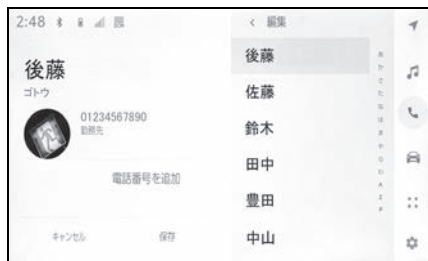 2:48
後藤
ゴトウ
01234567890
勤務先
電話番号を追加
キャンセル
保存
編集
後藤
佐藤
鈴木
田中
豊田
中山